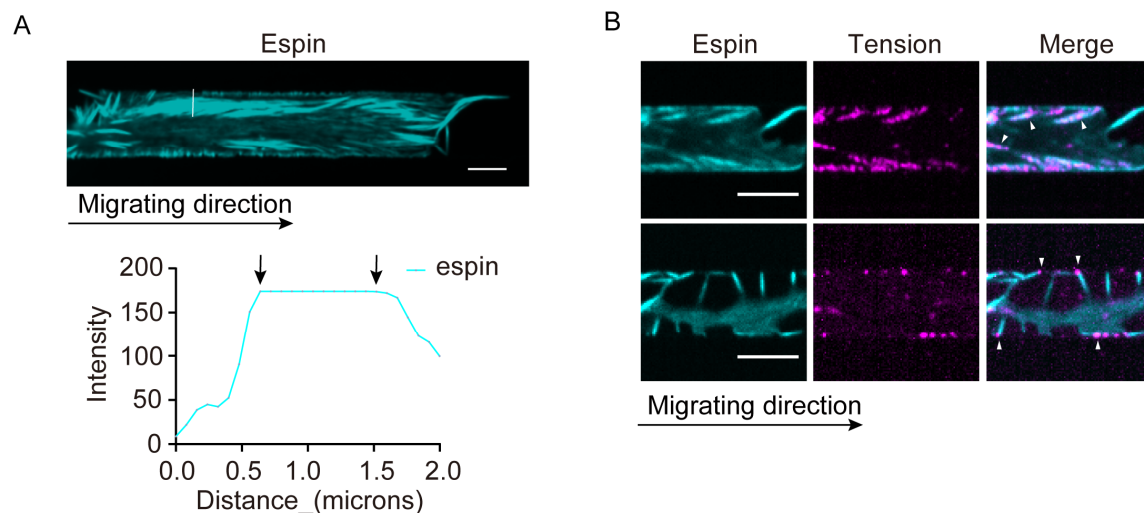 A
Espin
Migrating direction
espin
200
150
100
50
0
Intensity
0.0 0.5 1.0 1.5 2.0
Distance_(microns)
B
Espin Tension Merge
Migrating direction